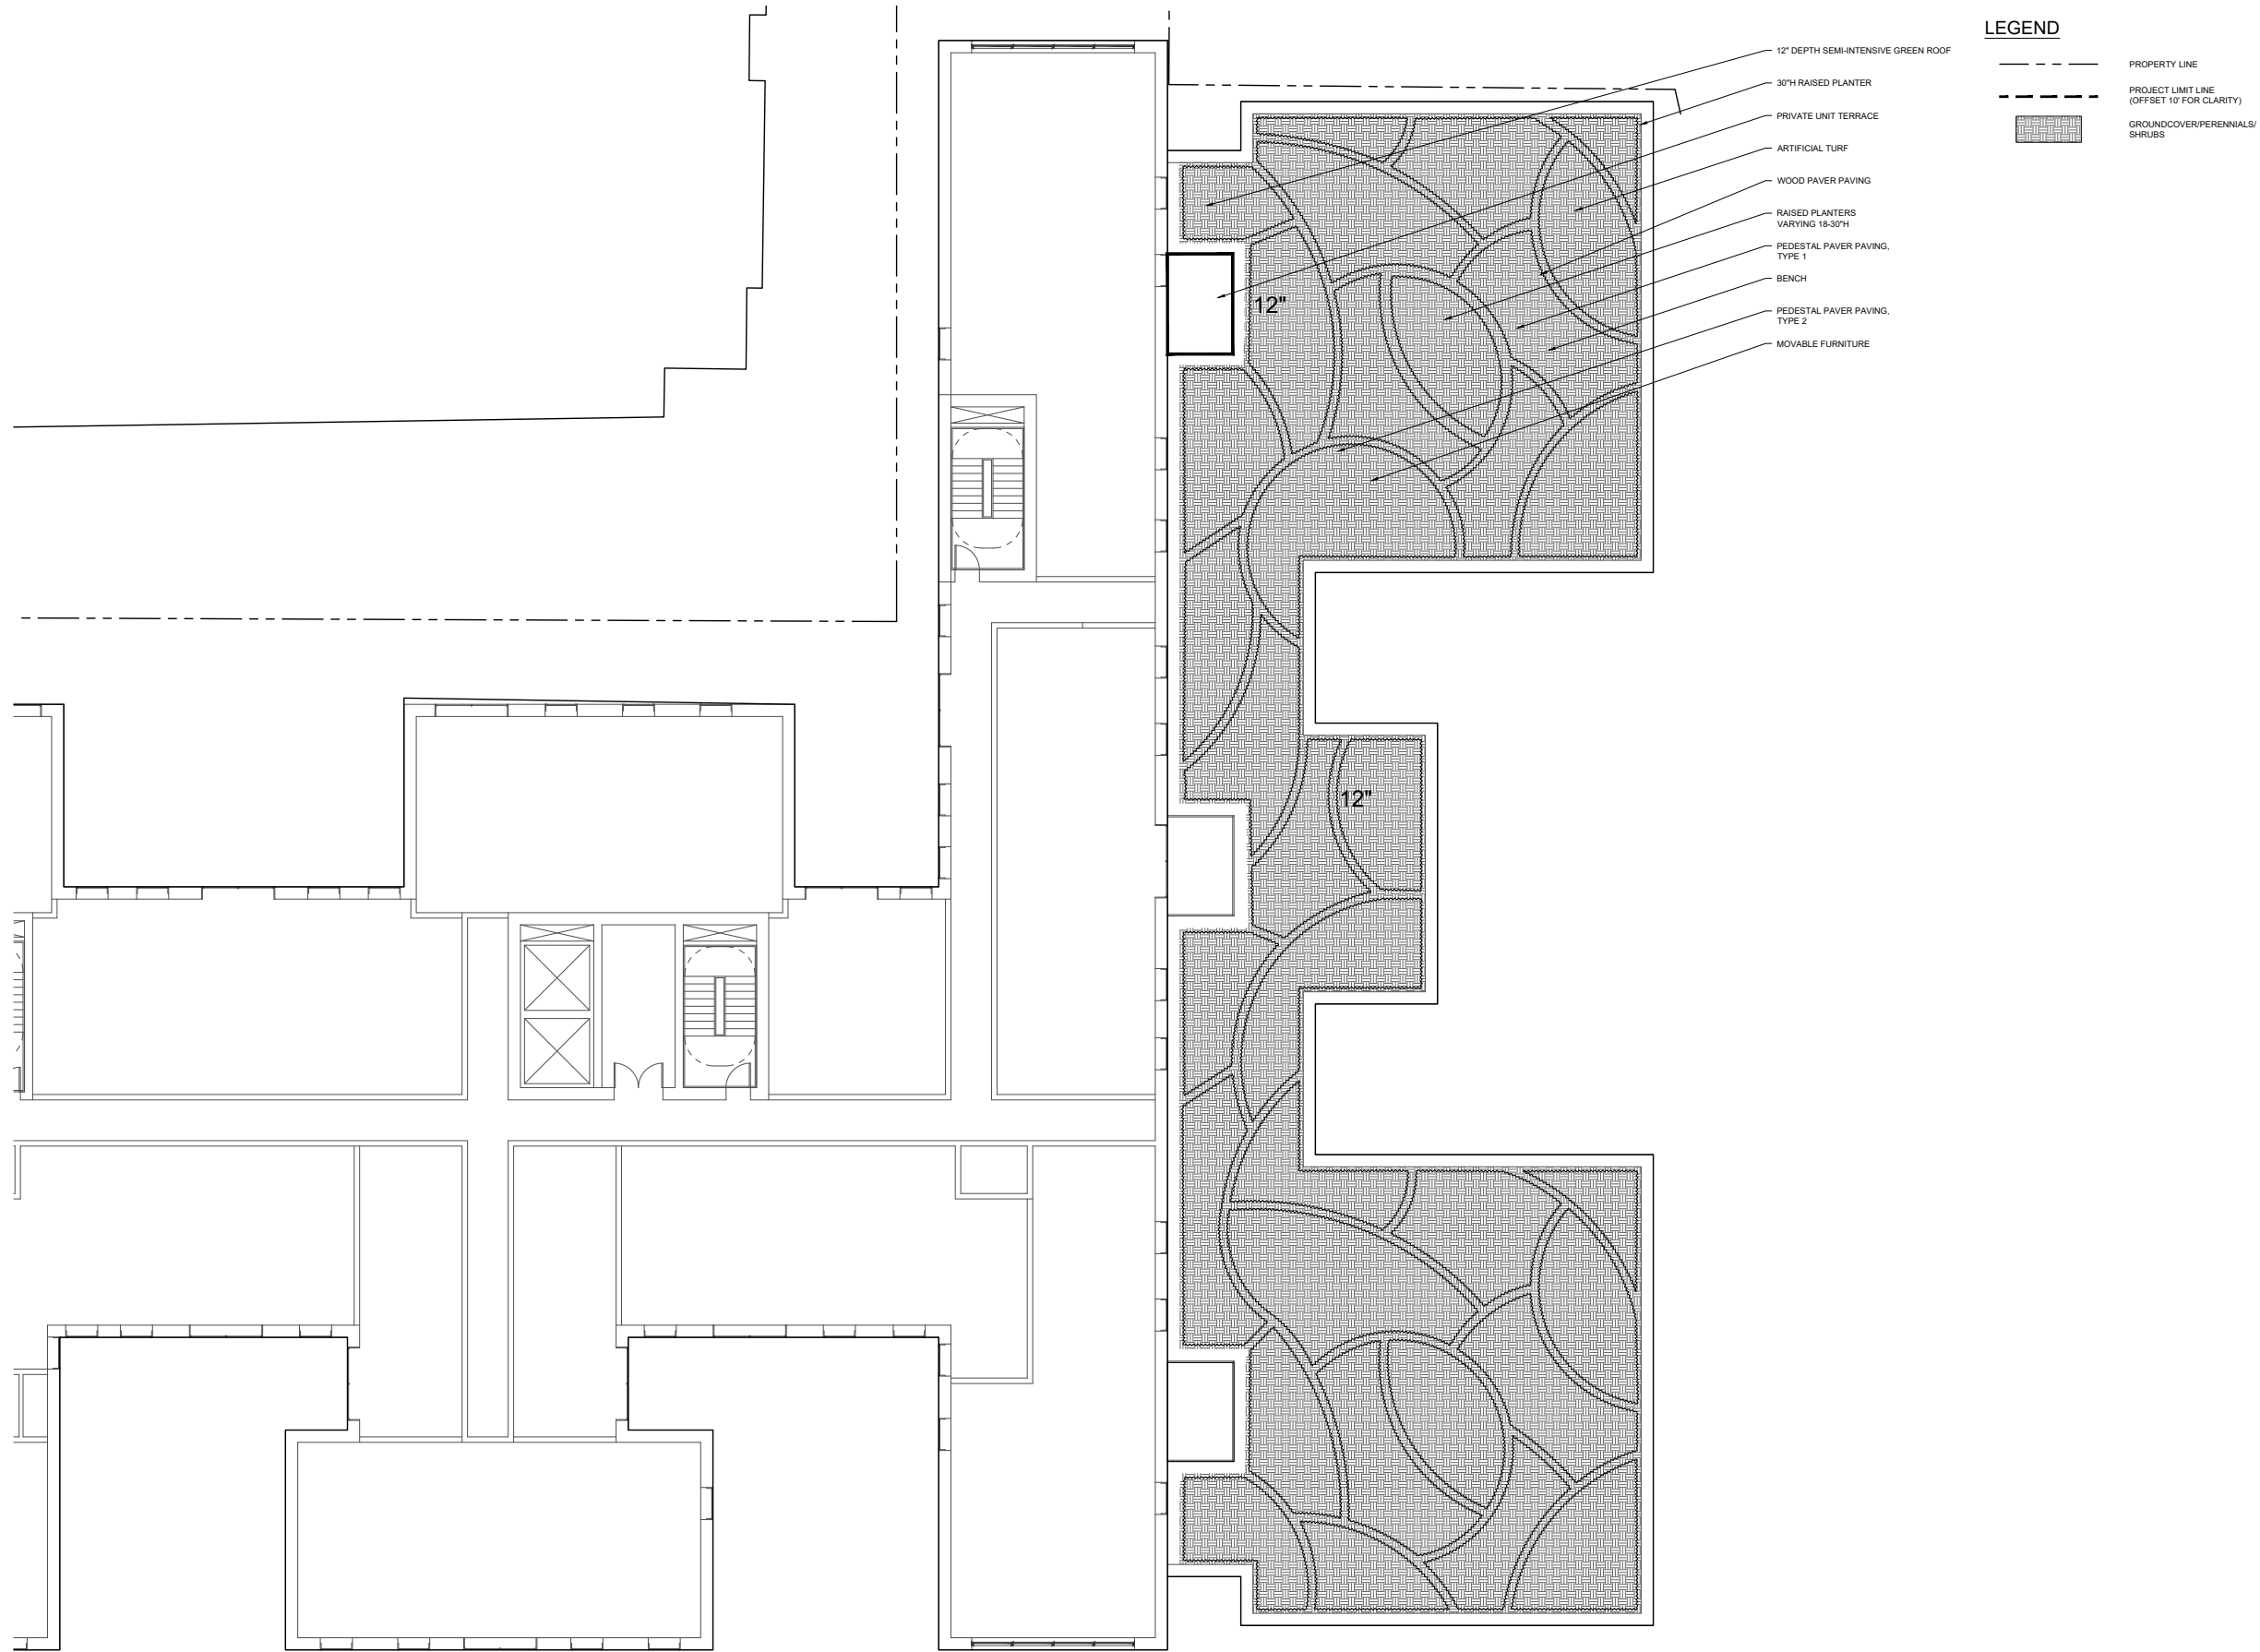 LEGEND
PROPERTY LINE
PROJECT LIMIT LINE
(OFFSET 10' FOR CLARITY)
GROUNDCOVER/PERENNIALS/
SHRUBS
12" DEPTH SEMI-INTENSIVE GREEN ROOF
30"H RAISED PLANTER
PRIVATE UNIT TERRACE
ARTIFICIAL TURF
WOOD PAVER PAVING
RAISED PLANTERS
VARYING 18-30"H
PEDESTAL PAVER PAVING,
TYPE 1
BENCH
PEDESTAL PAVER PAVING,
TYPE 2
MOVABLE FURNITURE
12"
12"